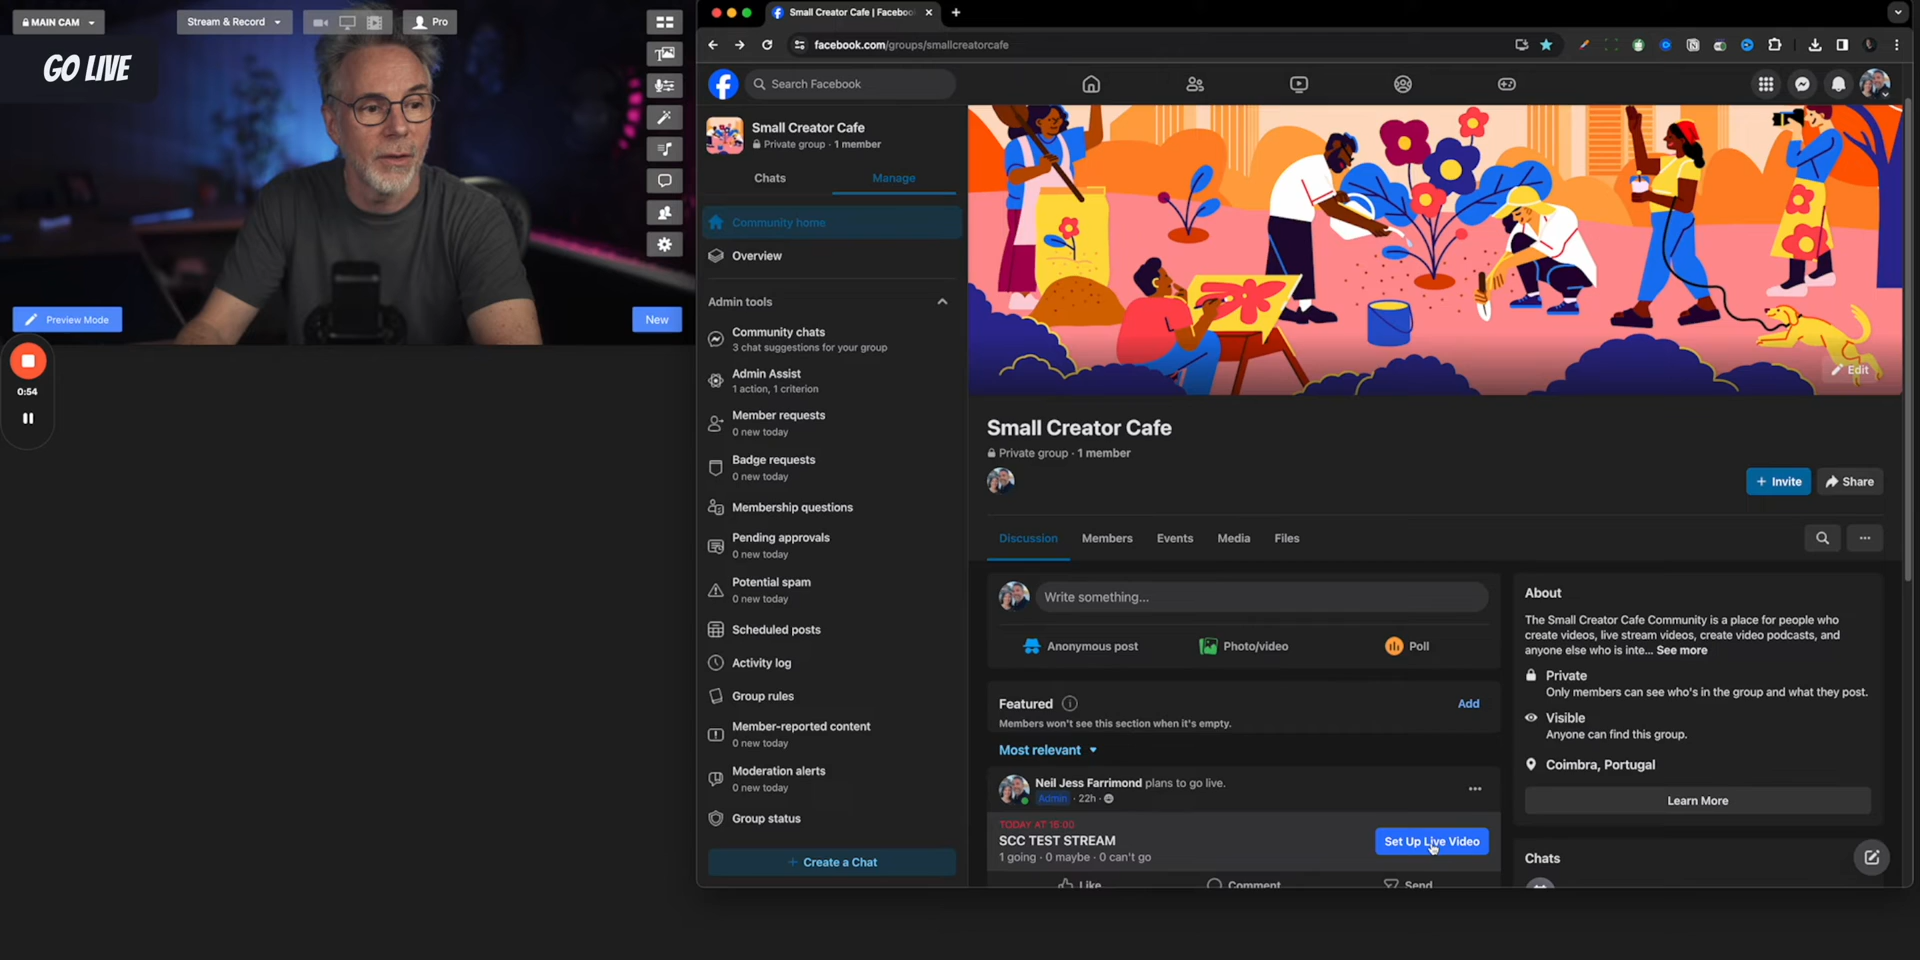 MAIN CAM
Stream & Record
Pro
GO LIVE
Preview Mode
New
0:54
Small Creator Cafe | Facebo
facebook.com/groups/smallcreatorcafe
Search Facebook
Small Creator Cafe
Private group · 1 member
Chats
Manage
Community home
Overview
Admin tools
Community chats
3 chat suggestions for your group
Admin Assist
1 action, 1 criterion
Member requests
0 new today
Badge requests
0 new today
Membership questions
Pending approvals
0 new today
Potential spam
0 new today
Scheduled posts
Activity log
Group rules
Member-reported content
0 new today
Moderation alerts
0 new today
Group status
+ Create a Chat
Edit
Small Creator Cafe
Private group · 1 member
+ Invite
Share
Discussion
Members
Events
Media
Files
Write something...
Anonymous post
Photo/video
Poll
Featured
Add
Members won't see this section when it's empty.
Most relevant
Neil Jess Farrimond plans to go live.
Admin · 22h ·
TODAY AT 15:00
SCC TEST STREAM
1 going · 0 maybe · 0 can't go
Set Up Live Video
Like
Comment
Send
About
The Small Creator Cafe Community is a place for people who
create videos, live stream videos, create video podcasts, and
anyone else who is inte... See more
Private
Only members can see who's in the group and what they post.
Visible
Anyone can find this group.
Coimbra, Portugal
Learn More
Chats